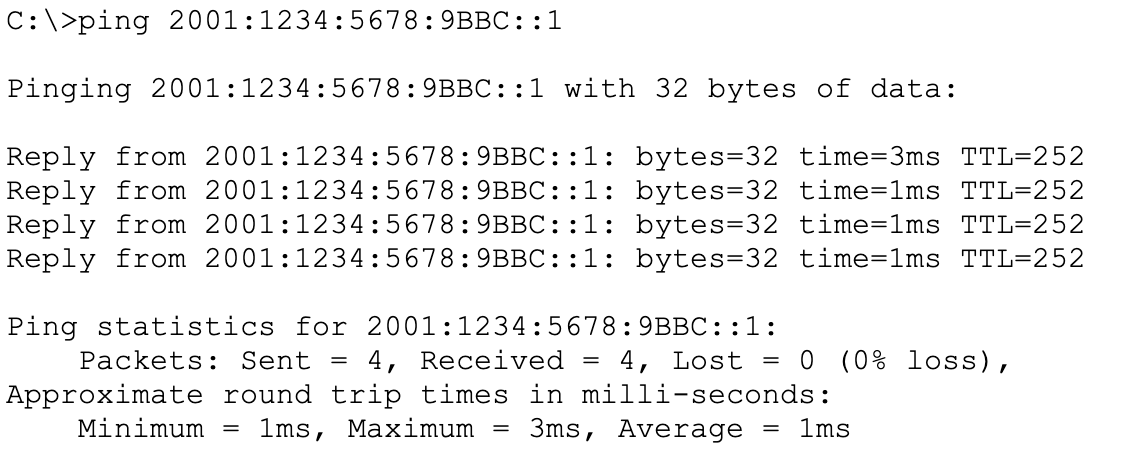 C:\>ping 2001:1234:5678:9BBC::1
Pinging 2001:1234:5678:9BBC::1 with 32 bytes of data:
Reply from 2001:1234:5678:9BBC::1: bytes=32 time=3ms TTL=252
Reply from 2001:1234:5678:9BBC::1: bytes=32 time=1ms TTL=252
Reply from 2001:1234:5678:9BBC::1: bytes=32 time=1ms TTL=252
Reply from 2001:1234:5678:9BBC::1: bytes=32 time=1ms TTL=252
Ping statistics for 2001:1234:5678:9BBC::1:
    Packets: Sent = 4, Received = 4, Lost = 0 (0% loss),
Approximate round trip times in milli-seconds:
    Minimum = 1ms, Maximum = 3ms, Average = 1ms